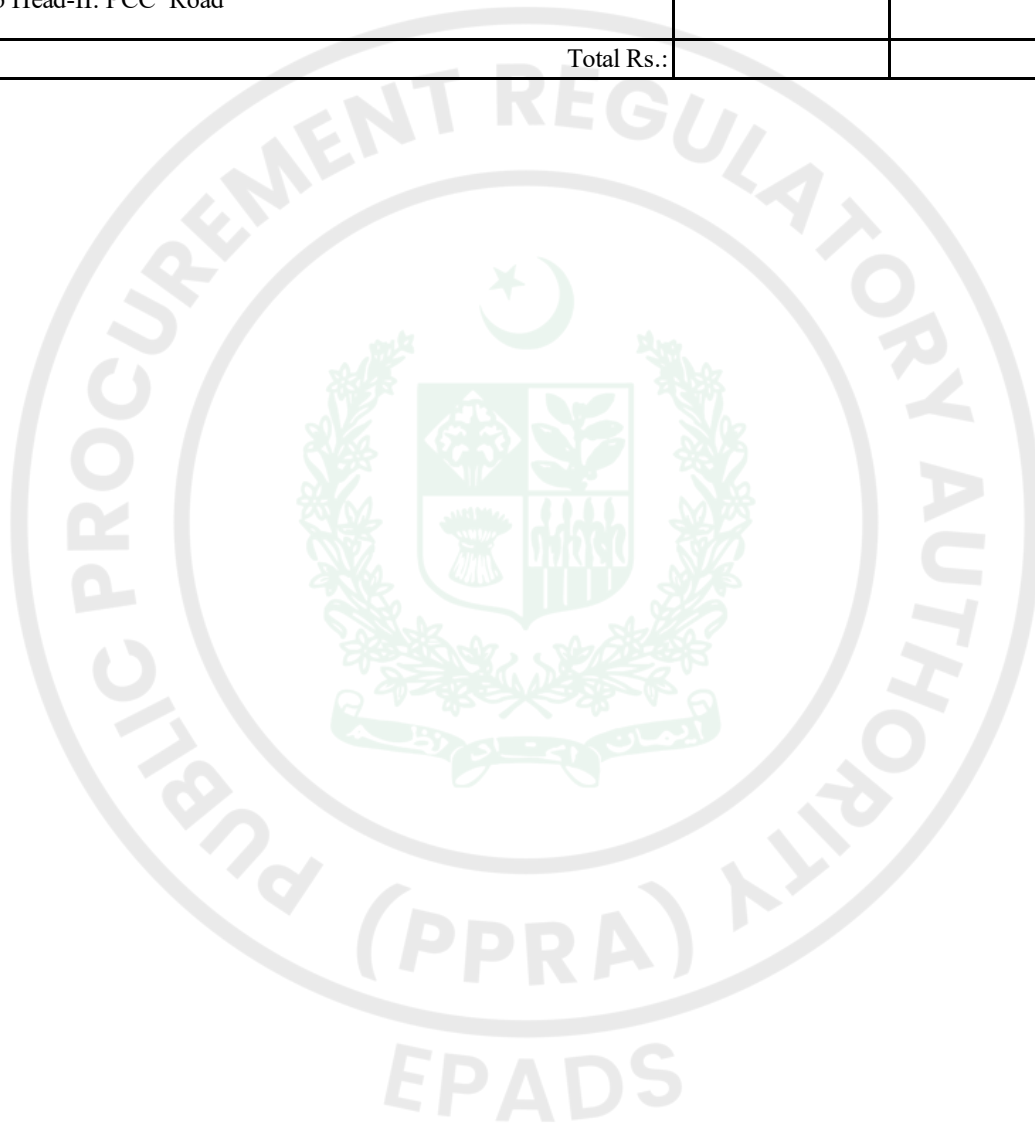 Head-II: PCC Road
Total Rs.:
PUBLIC PROCUREMENT REGULATORY AUTHORITY
(PPRA)
EPADS